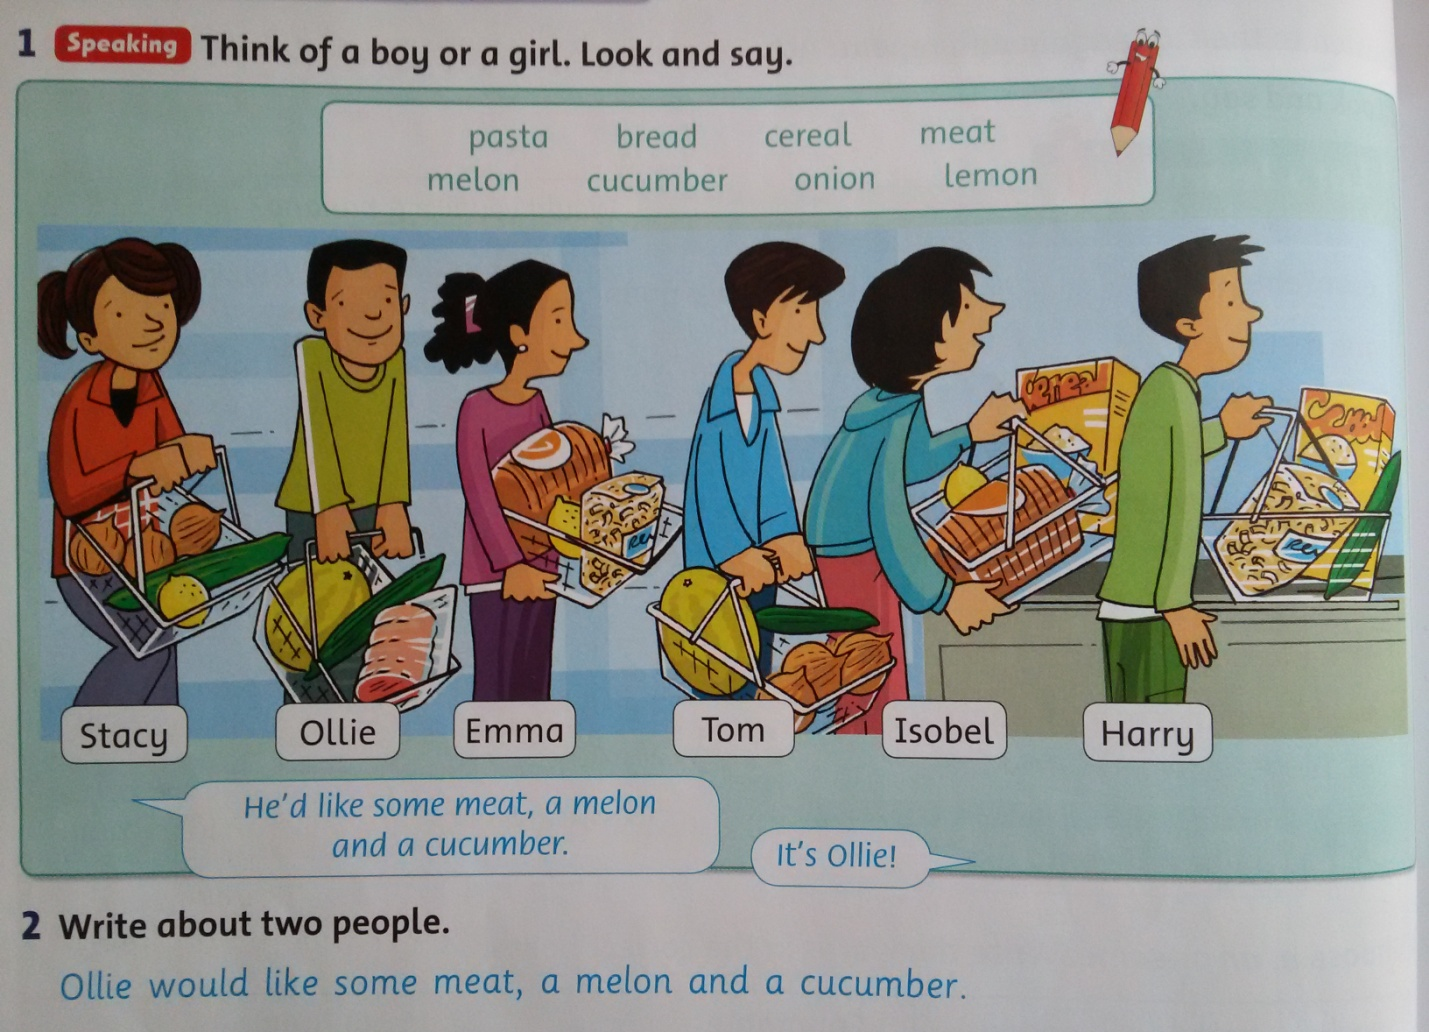 1 Speaking Think of a boy or a girl. Look and say.
pasta bread cereal meat
melon cucumber onion lemon
Cereal
Stacy Ollie Emma Tom Isobel Harry
He'd like some meat, a melon
and a cucumber.
It's Ollie!
2 Write about two people.
Ollie would like some meat, a melon and a cucumber.